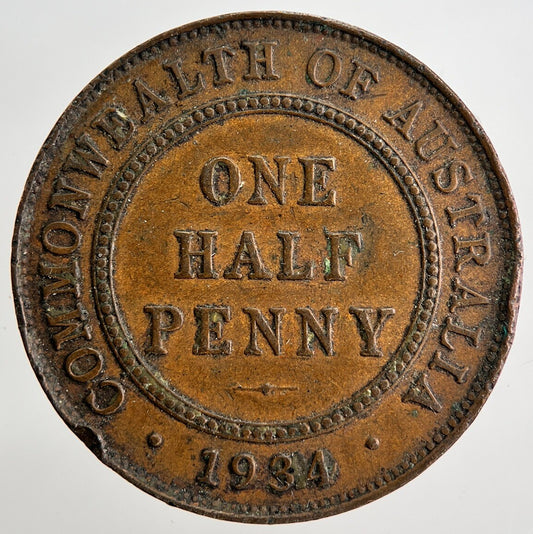 COMMONWEALTH OF AUSTRALIA
ONE
HALF
PENNY
· 1934 ·